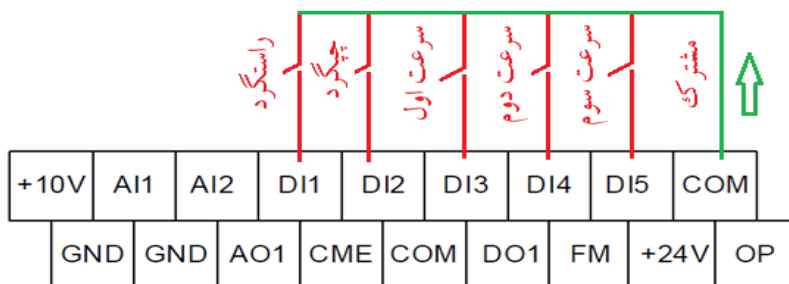 راستگرد
چپگرد
سرعت اول
سرعت دوم
سرعت سوم
مشترک
+10V AI1 AI2 DI1 DI2 DI3 DI4 DI5 COM
GND GND AO1 CME COM DO1 FM +24V OP